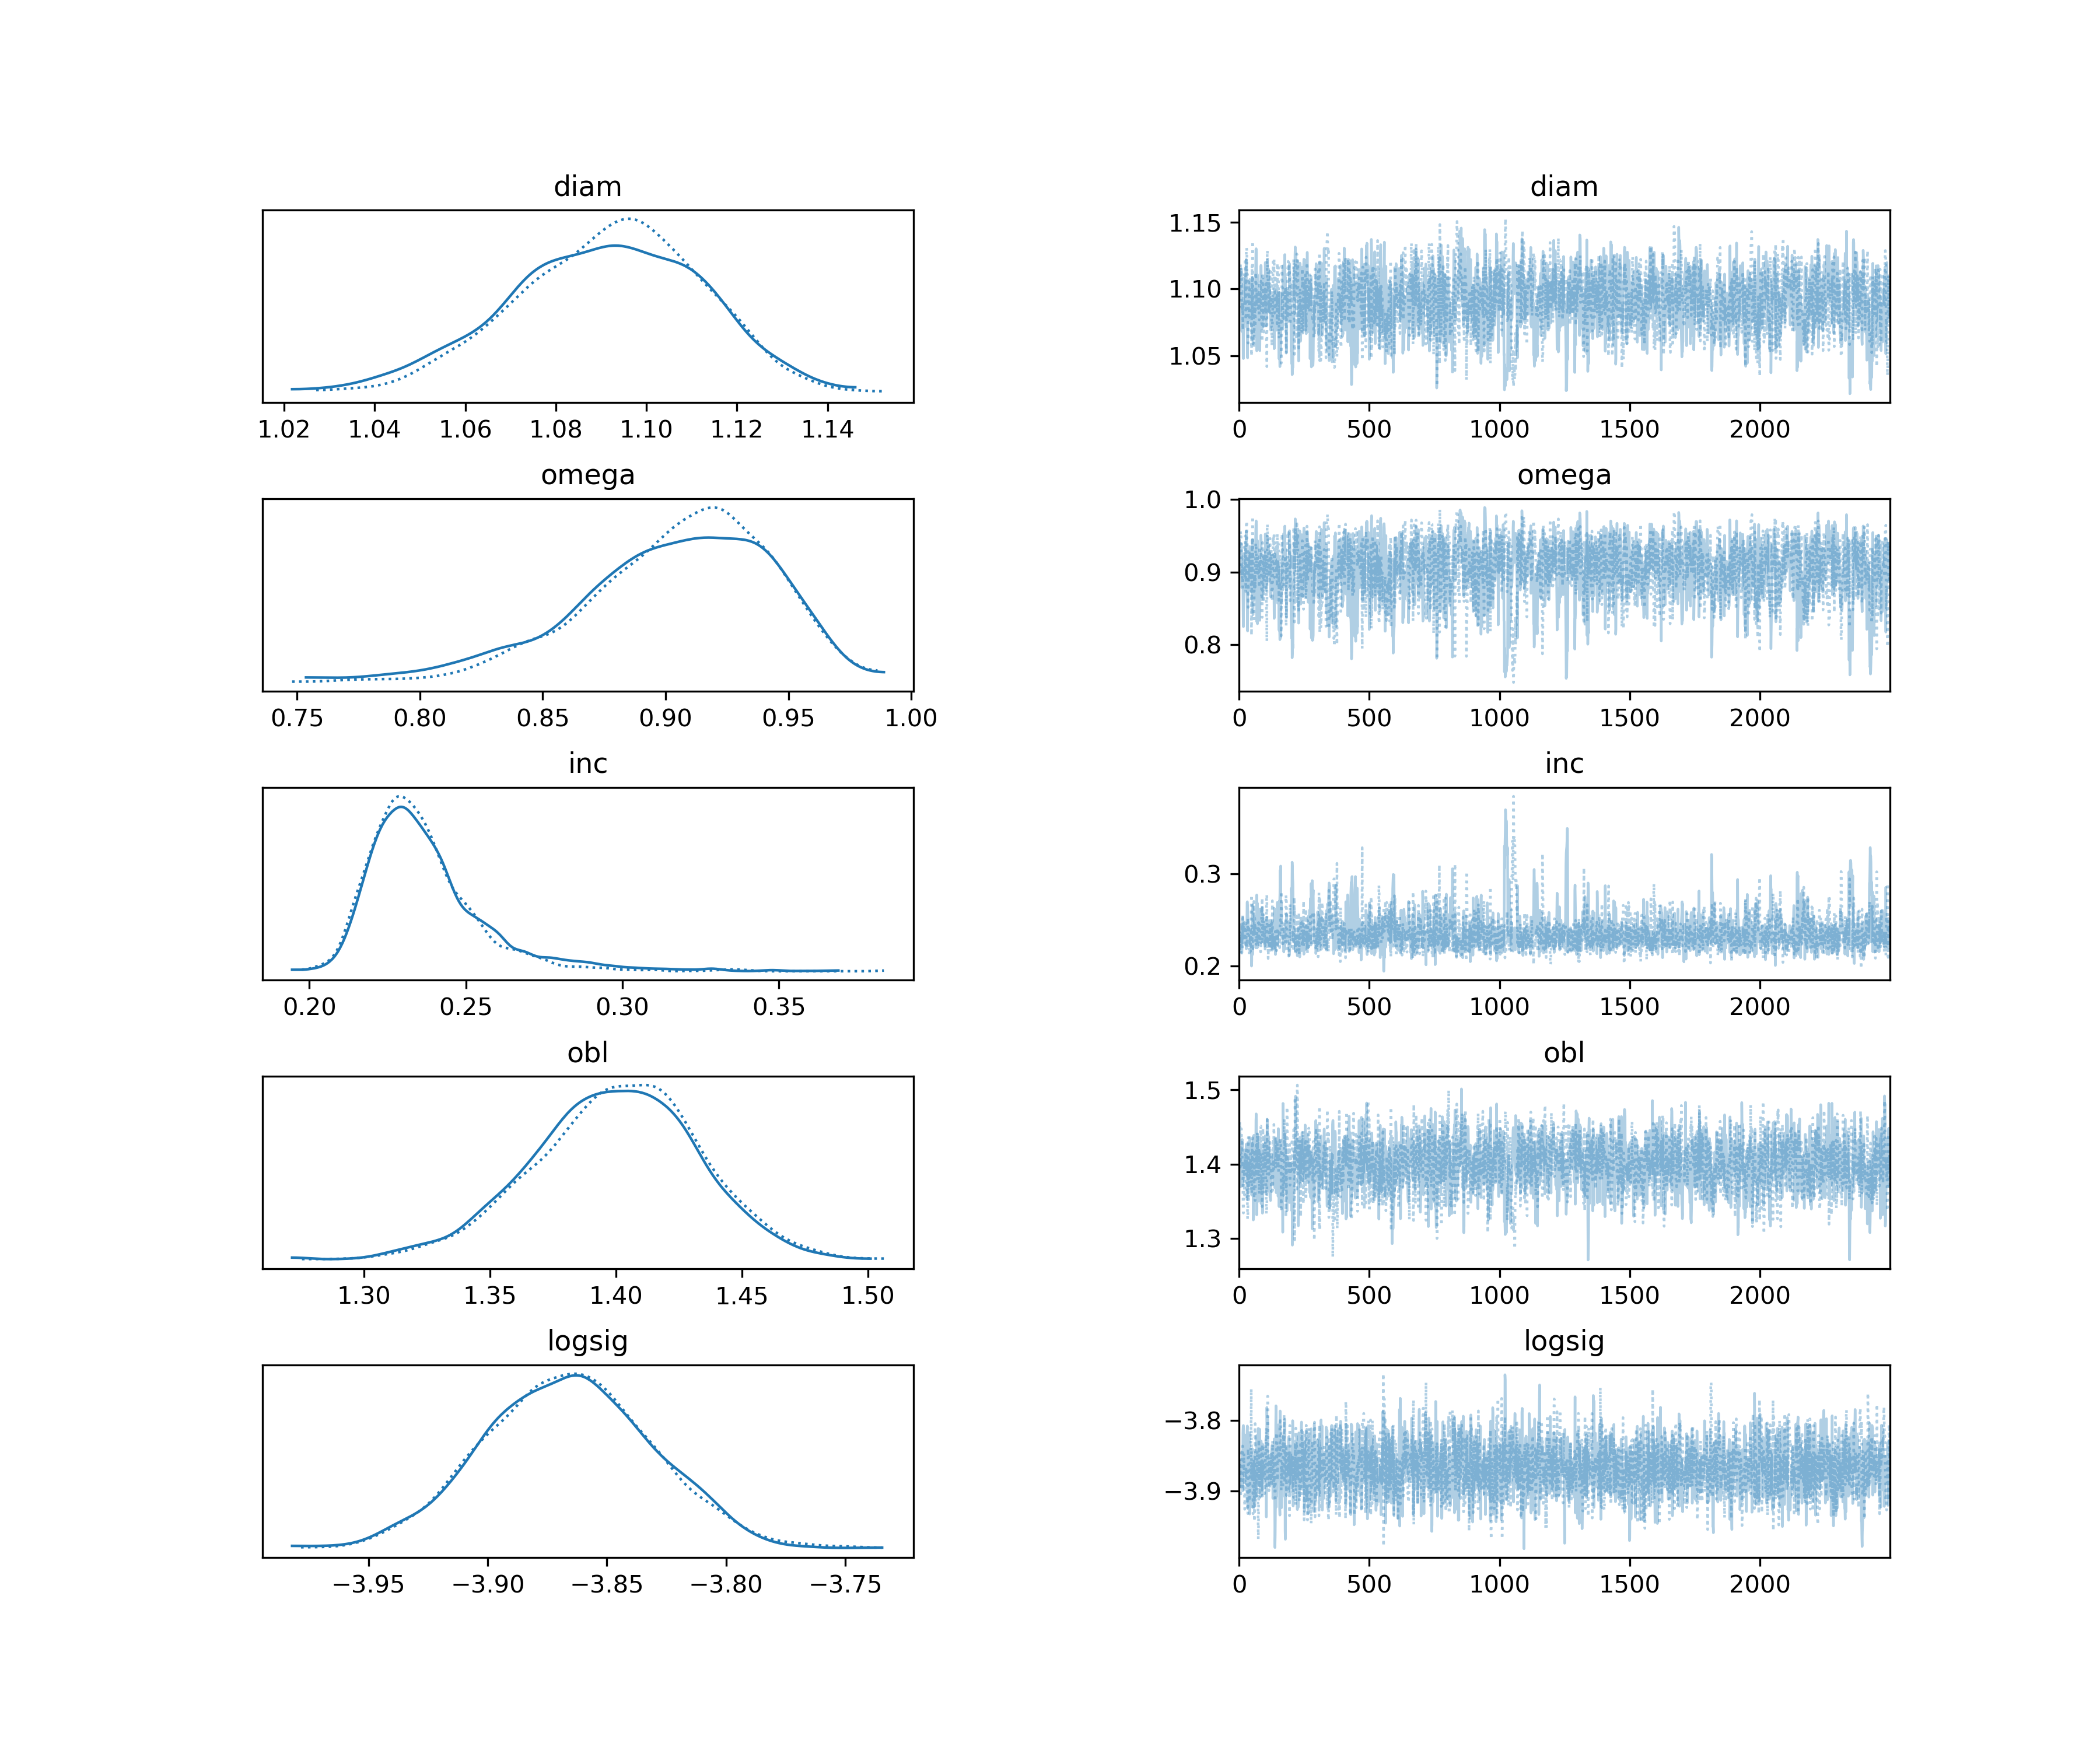 diam
1.02 1.04 1.06 1.08 1.10 1.12 1.14
diam
1.15
1.10
1.05
0 500 1000 1500 2000
omega
0.75 0.80 0.85 0.90 0.95 1.00
omega
1.0
0.9
0.8
0 500 1000 1500 2000
inc
0.20 0.25 0.30 0.35
inc
0.3
0.2
0 500 1000 1500 2000
obl
1.30 1.35 1.40 1.45 1.50
obl
1.5
1.4
1.3
0 500 1000 1500 2000
logsig
−3.95 −3.90 −3.85 −3.80 −3.75
logsig
−3.8
−3.9
0 500 1000 1500 2000